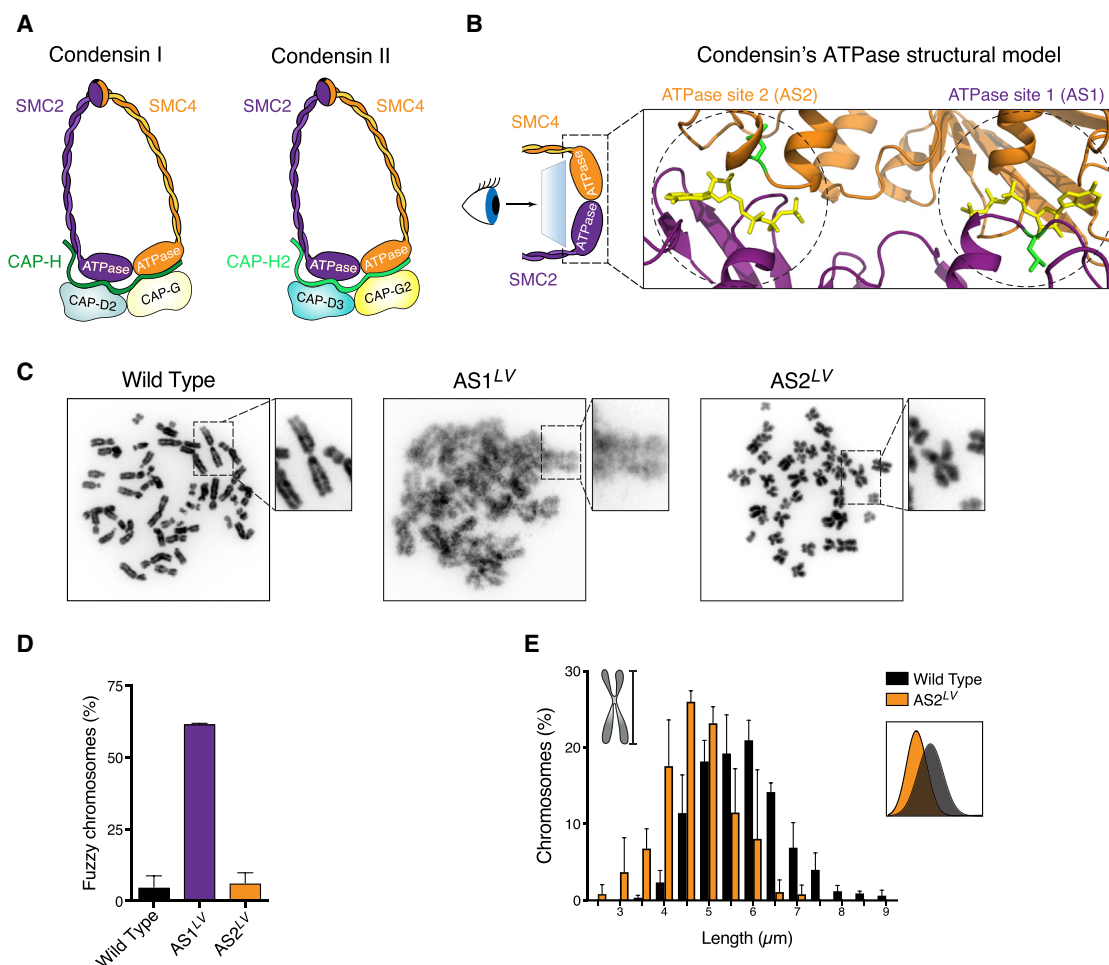 A
Condensin I
SMC2
SMC4
CAP-H
ATPase
ATPase
CAP-D2
CAP-G
Condensin II
SMC2
SMC4
CAP-H2
ATPase
ATPase
CAP-D3
CAP-G2
B
Condensin's ATPase structural model
ATPase site 2 (AS2)
ATPase site 1 (AS1)
SMC4
ATPase
ATPase
SMC2
C
Wild Type
AS1LV
AS2LV
D
Fuzzy chromosomes (%)
75
50
25
0
Wild Type
AS1LV
AS2LV
E
Chromosomes (%)
30
20
10
0
3 4 5 6 7 8 9
Length (µm)
Wild Type
AS2LV